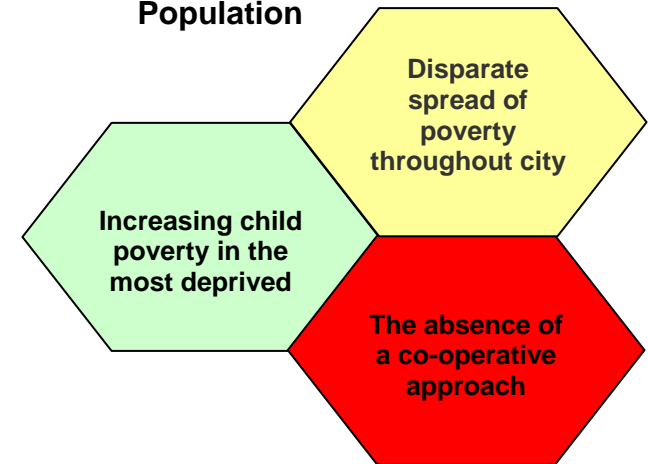 Population
Disparate
spread of
poverty
throughout city
Increasing child
poverty in the
most deprived
The absence of
a co-operative
approach